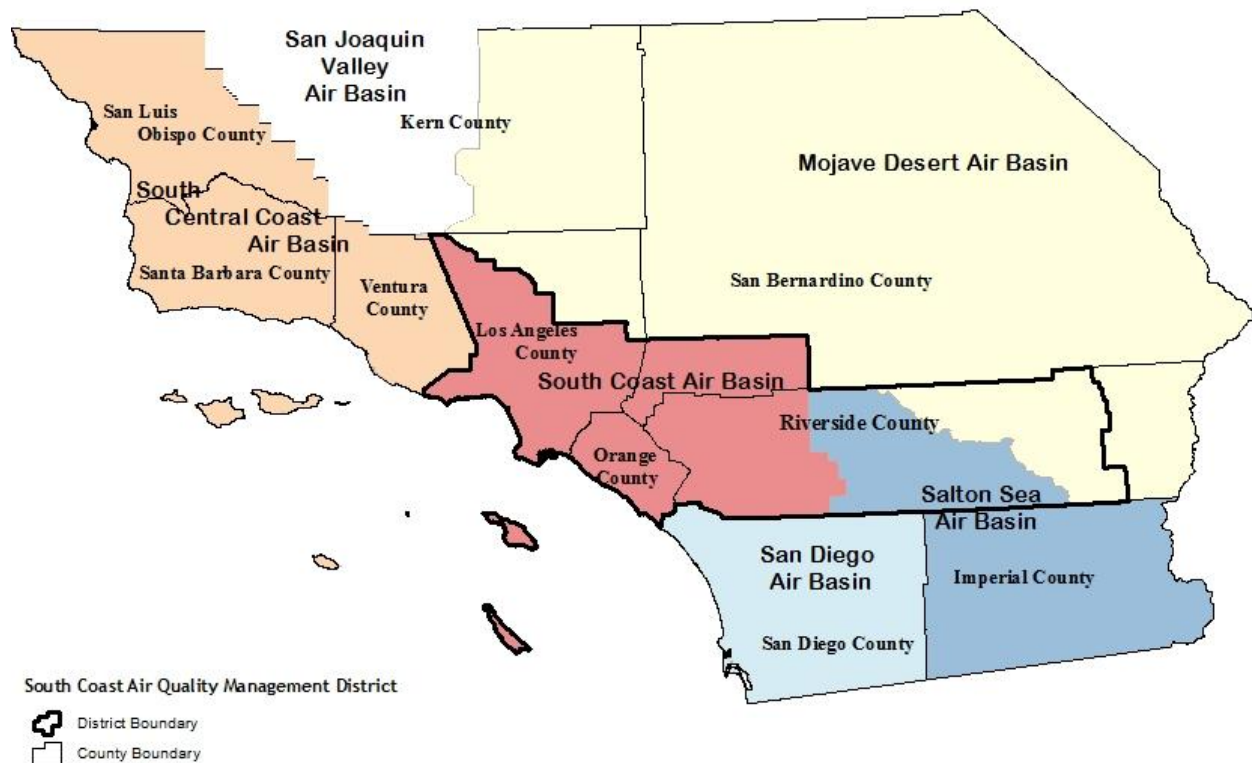 San Joaquin
Valley
Air Basin
Kern County
San Luis
Obispo County
Mojave Desert Air Basin
South
Central Coast
Air Basin
Santa Barbara County
Ventura
County
San Bernardino County
Los Angeles
County
South Coast Air Basin
Riverside County
Orange
County
Salton Sea
Air Basin
San Diego
Air Basin
Imperial County
San Diego County
South Coast Air Quality Management District
District Boundary
County Boundary